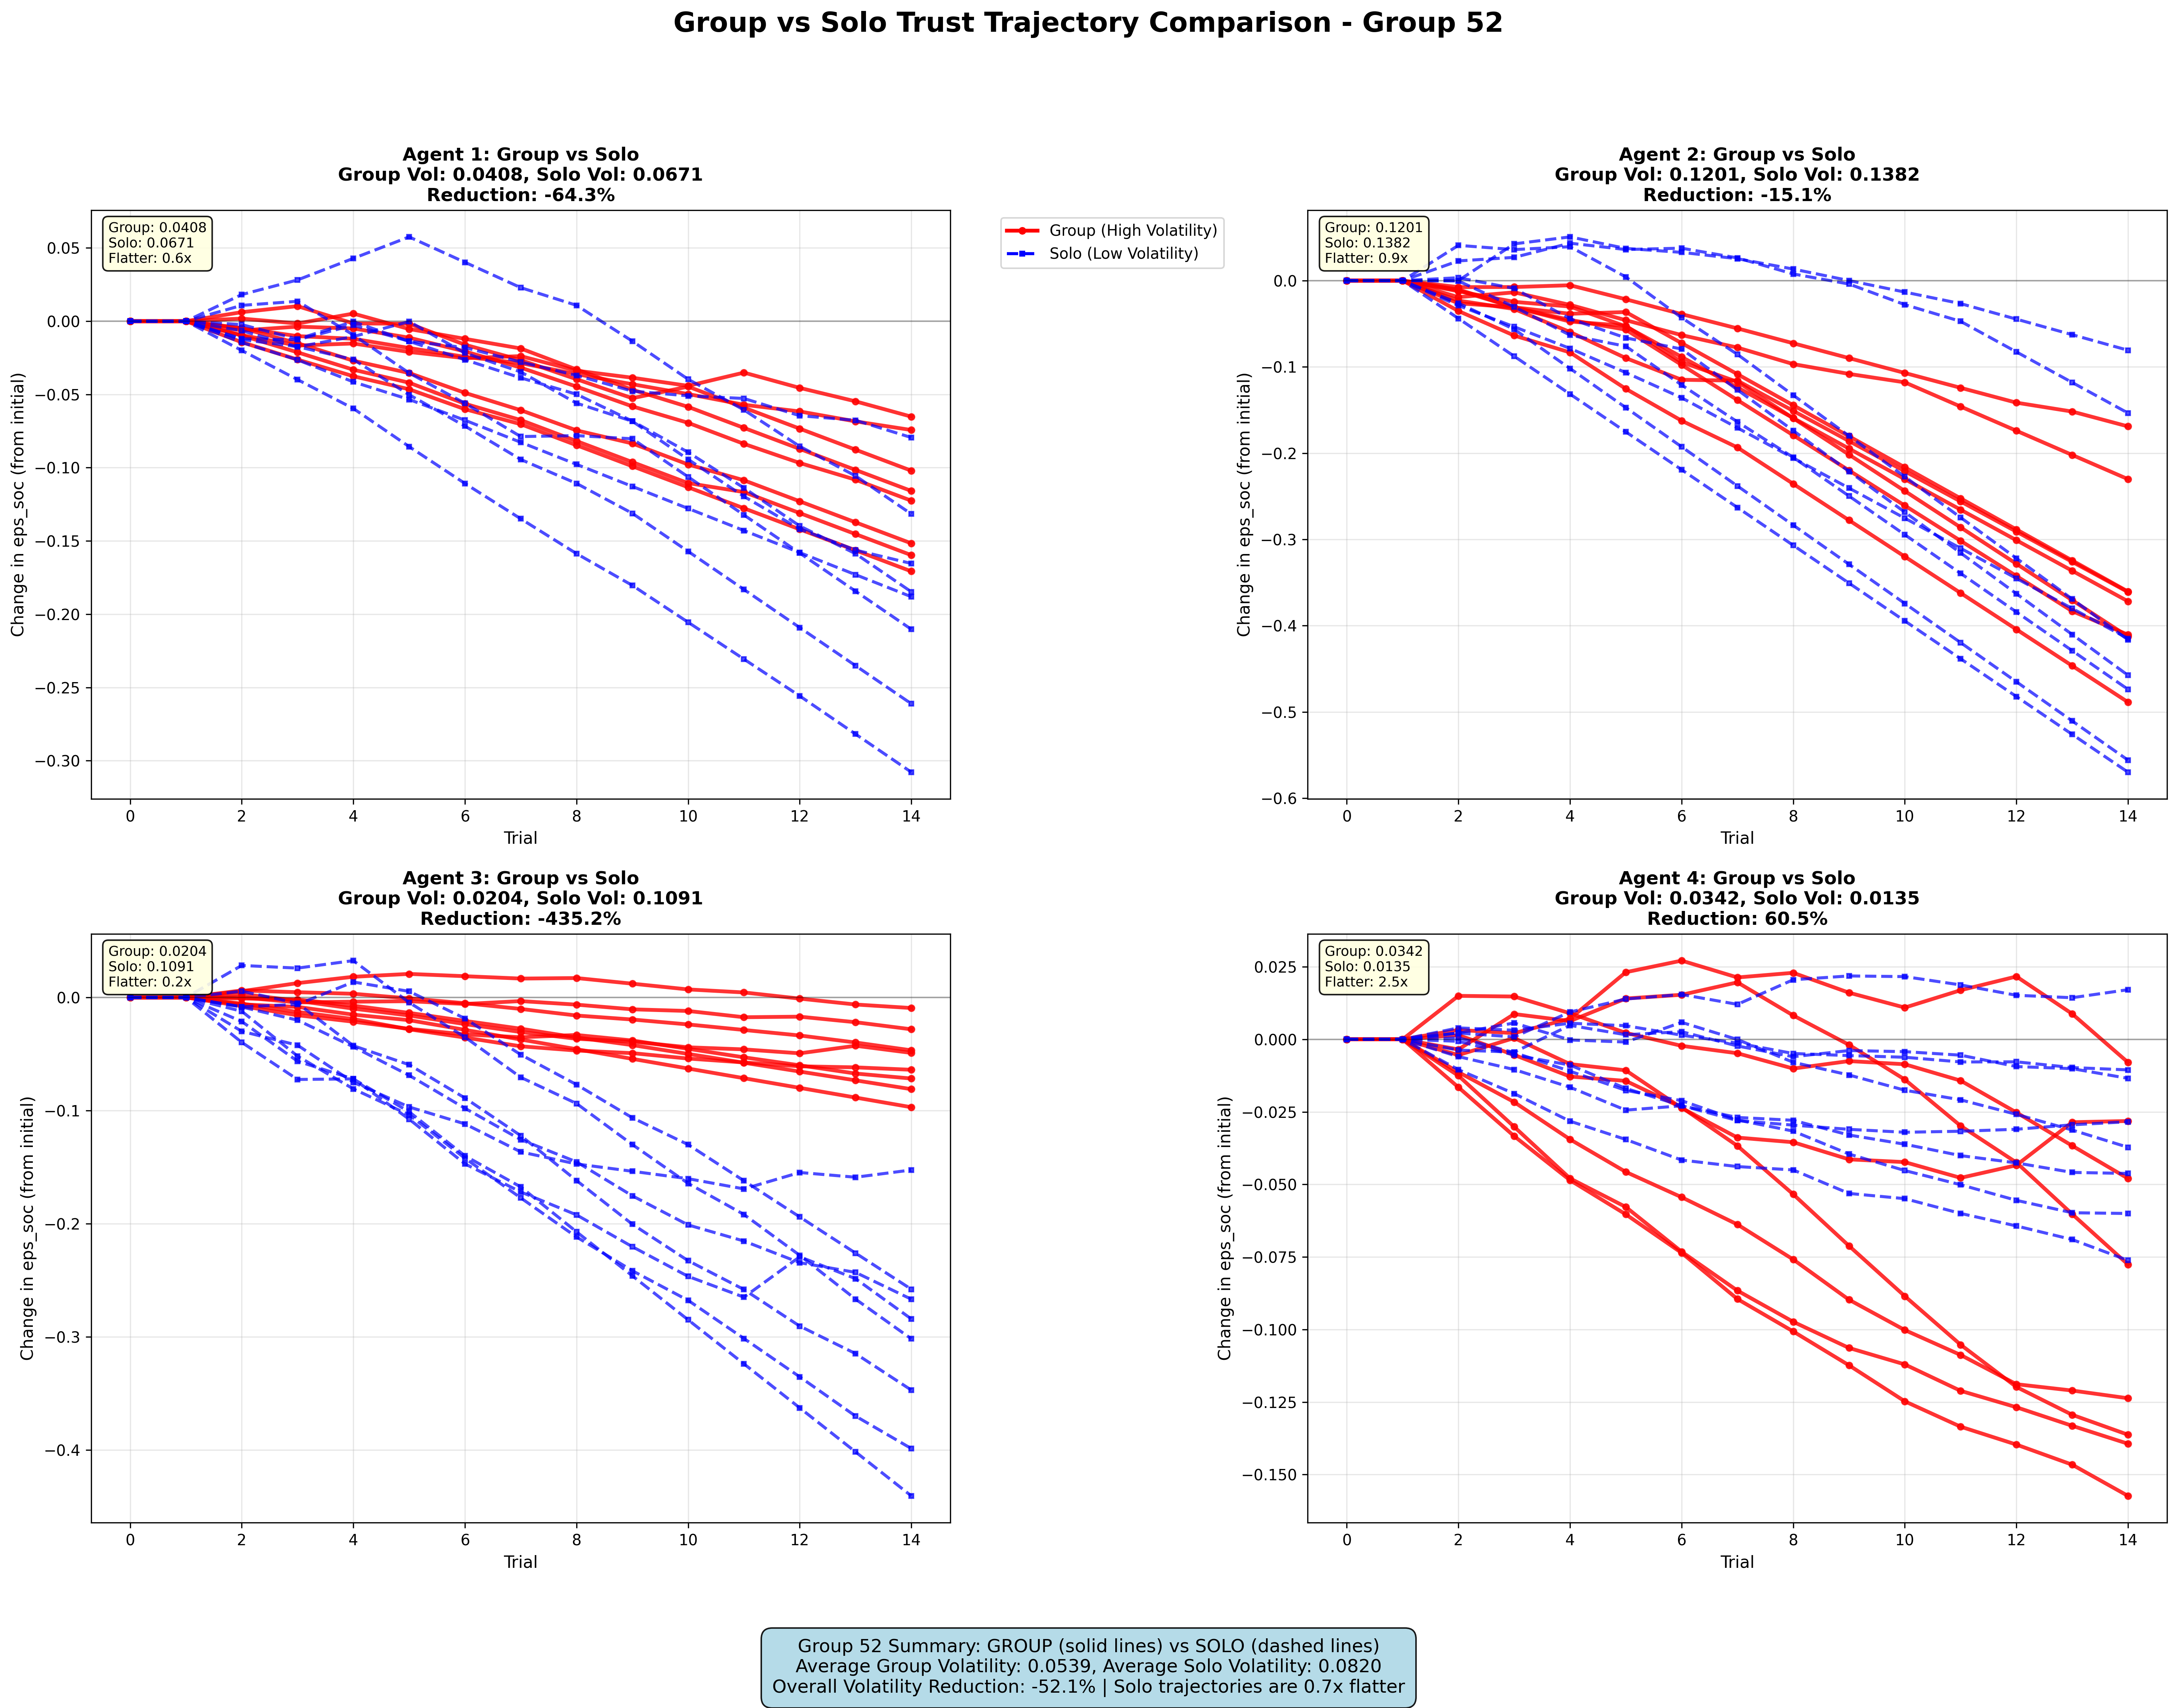 Group vs Solo Trust Trajectory Comparison - Group 52
Agent 1: Group vs Solo
Group Vol: 0.0408, Solo Vol: 0.0671
Reduction: -64.3%
Group: 0.0408
Solo: 0.0671
Flatter: 0.6x
Change in eps_soc (from initial)
0.05
0.00
−0.05
−0.10
−0.15
−0.20
−0.25
−0.30
0 2 4 6 8 10 12 14
Trial
Group (High Volatility)
Solo (Low Volatility)
Agent 2: Group vs Solo
Group Vol: 0.1201, Solo Vol: 0.1382
Reduction: -15.1%
Group: 0.1201
Solo: 0.1382
Flatter: 0.9x
Change in eps_soc (from initial)
0.0
−0.1
−0.2
−0.3
−0.4
−0.5
−0.6
0 2 4 6 8 10 12 14
Trial
Agent 3: Group vs Solo
Group Vol: 0.0204, Solo Vol: 0.1091
Reduction: -435.2%
Group: 0.0204
Solo: 0.1091
Flatter: 0.2x
Change in eps_soc (from initial)
0.0
−0.1
−0.2
−0.3
−0.4
0 2 4 6 8 10 12 14
Trial
Agent 4: Group vs Solo
Group Vol: 0.0342, Solo Vol: 0.0135
Reduction: 60.5%
Group: 0.0342
Solo: 0.0135
Flatter: 2.5x
Change in eps_soc (from initial)
0.025
0.000
−0.025
−0.050
−0.075
−0.100
−0.125
−0.150
0 2 4 6 8 10 12 14
Trial
Group 52 Summary: GROUP (solid lines) vs SOLO (dashed lines)
Average Group Volatility: 0.0539, Average Solo Volatility: 0.0820
Overall Volatility Reduction: -52.1% | Solo trajectories are 0.7x flatter